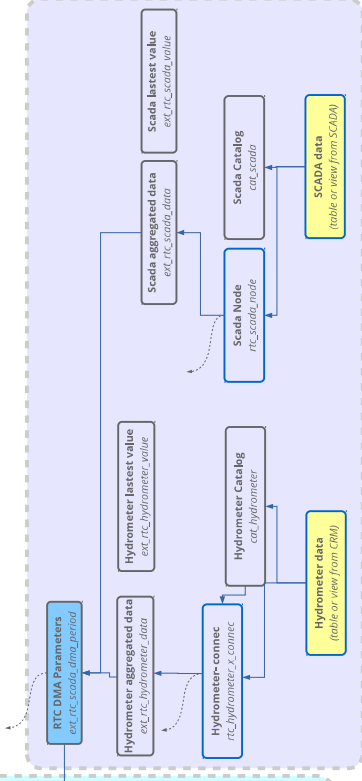 Scada lastest value
ext_rtc_scada_value
Scada aggregated data
ext_rtc_scada_data
Scada Catalog
cat_scada
SCADA data
(table or view from SCADA)
Scada Node
rtc_scada_node
Hydrometer lastest value
ext_rtc_hydrometer_value
Hydrometer Catalog
cat_hydrometer
Hydrometer data
(table or view from CRM)
RTC DMA Parameters
ext_rtc_scada_dma_period
Hydrometer aggregated data
ext_rtc_hydrometer_data
Hydrometer- connec
rtc_hydrometer_x_connec